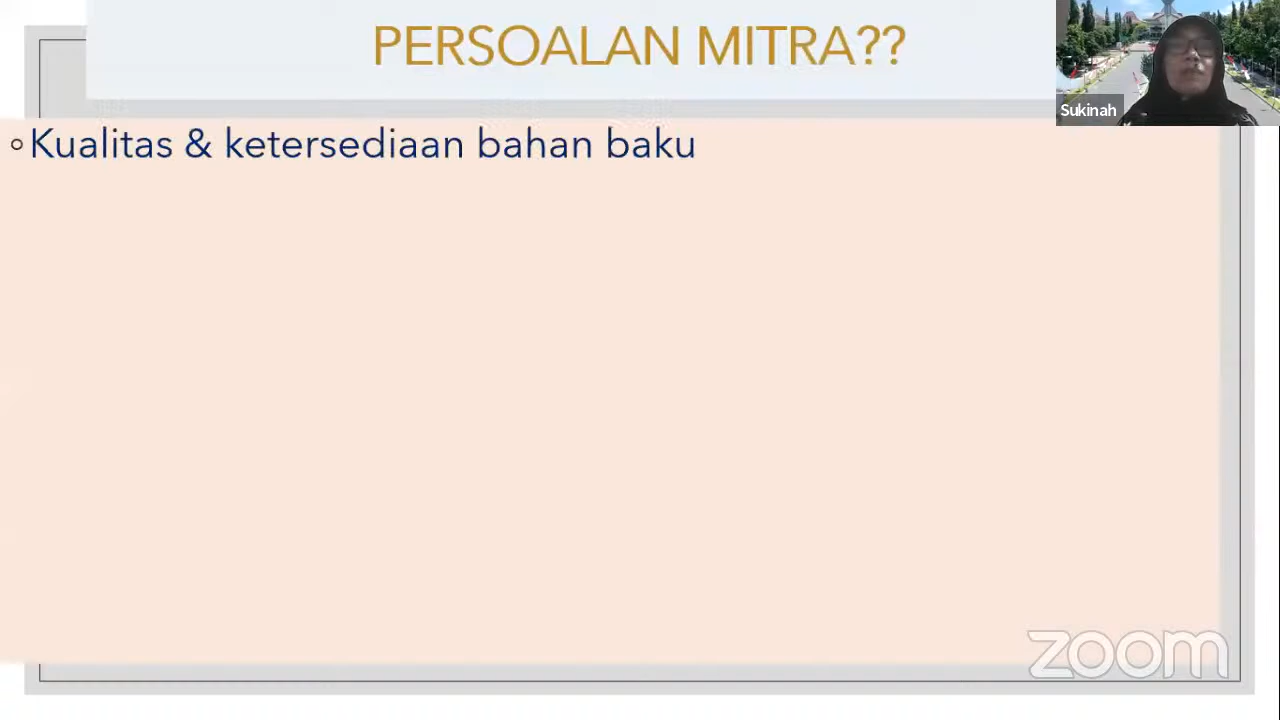 PERSOALAN MITRA??
Sukinah
◦Kualitas & ketersediaan bahan baku
zoom